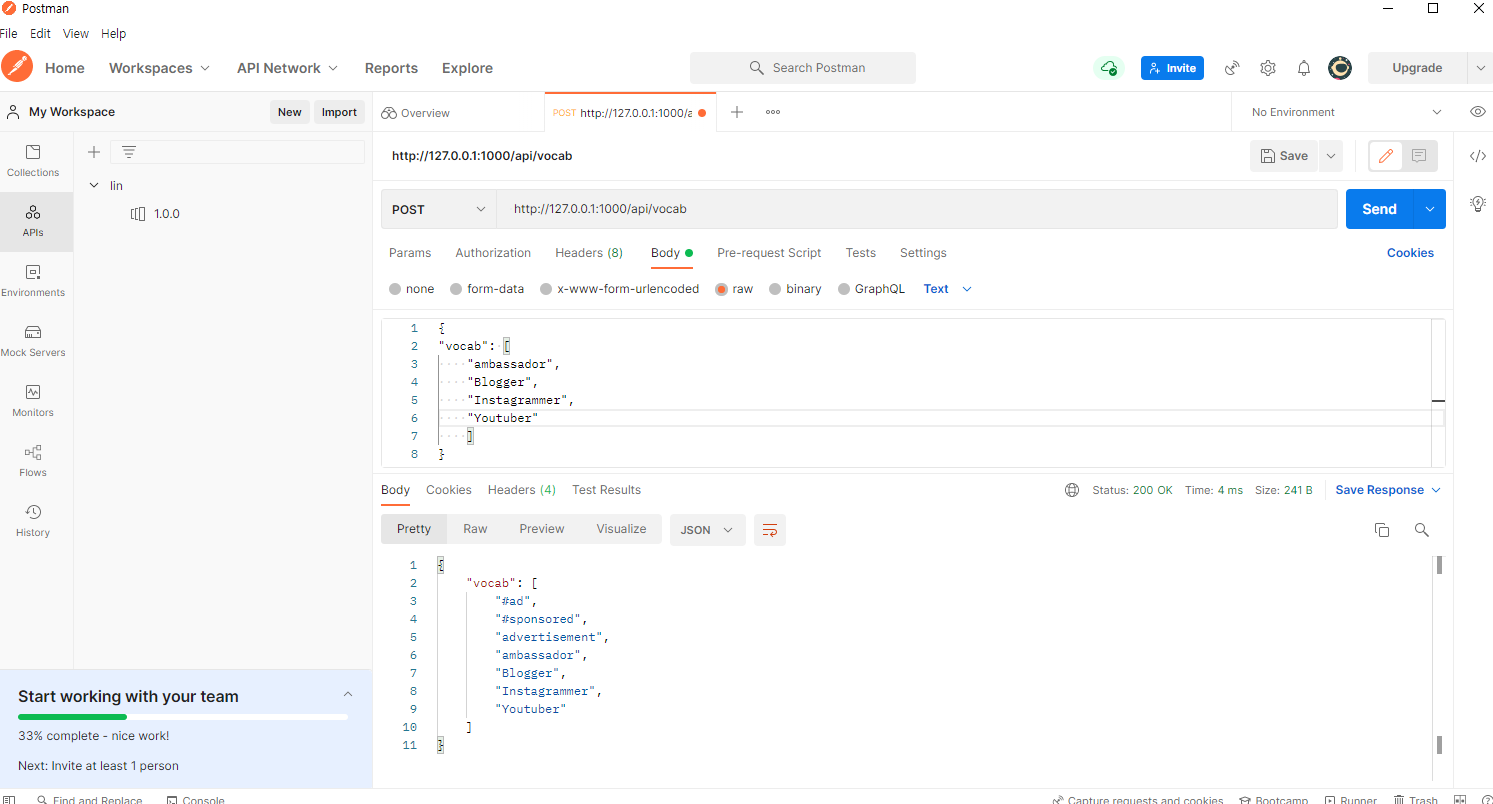 Postman
File Edit View Help
Home Workspaces API Network Reports Explore Search Postman Invite Upgrade
My Workspace New Import Overview POST http://127.0.0.1:1000/a No Environment
Collections
APIs
Environments
Mock Servers
Monitors
Flows
History
lin
1.0.0
http://127.0.0.1:1000/api/vocab Save
POST http://127.0.0.1:1000/api/vocab Send
Params Authorization Headers (8) Body Pre-request Script Tests Settings Cookies
none form-data x-www-form-urlencoded raw binary GraphQL Text
1 {
2 "vocab": [
3 "ambassador",
4 "Blogger",
5 "Instagrammer",
6 "Youtuber"
7 ]
8 }
Body Cookies Headers (4) Test Results Status: 200 OK Time: 4 ms Size: 241 B Save Response
Pretty Raw Preview Visualize JSON
1 {
2 "vocab": [
3 "#ad",
4 "#sponsored",
5 "advertisement",
6 "ambassador",
7 "Blogger",
8 "Instagrammer",
9 "Youtuber"
10 ]
11 }
Start working with your team
33% complete - nice work!
Next: Invite at least 1 person
Find and Replace Console Capture requests and cookies Bootcamp Runner Trash